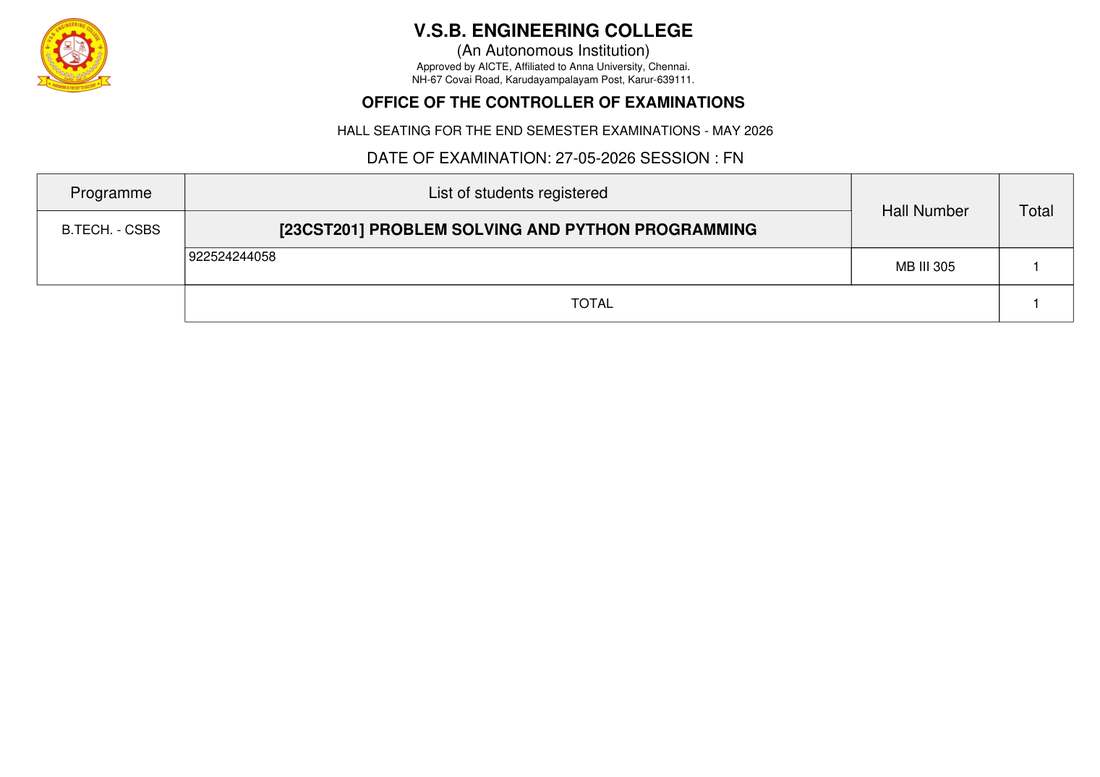 V.S.B. ENGINEERING COLLEGE
(An Autonomous Institution)
Approved by AICTE, Affiliated to Anna University, Chennai.
NH-67 Covai Road, Karudayampalayam Post, Karur-639111.
OFFICE OF THE CONTROLLER OF EXAMINATIONS
HALL SEATING FOR THE END SEMESTER EXAMINATIONS - MAY 2026
DATE OF EXAMINATION: 27-05-2026 SESSION : FN
Programme List of students registered Hall Number Total
B.TECH. - CSBS [23CST201] PROBLEM SOLVING AND PYTHON PROGRAMMING
922524244058 MB III 305 1
TOTAL 1